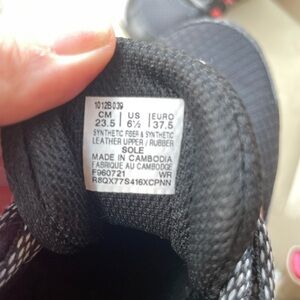 1012B039
CM | US | EURO
23.5 | 6½ | 37.5
SYNTHETIC FIBER & SYNTHETIC
LEATHER UPPER / RUBBER
SOLE
MADE IN CAMBODIA
FABRIQUE AU CAMBODGE
F960721 WR
R8QX77S416XCPNN